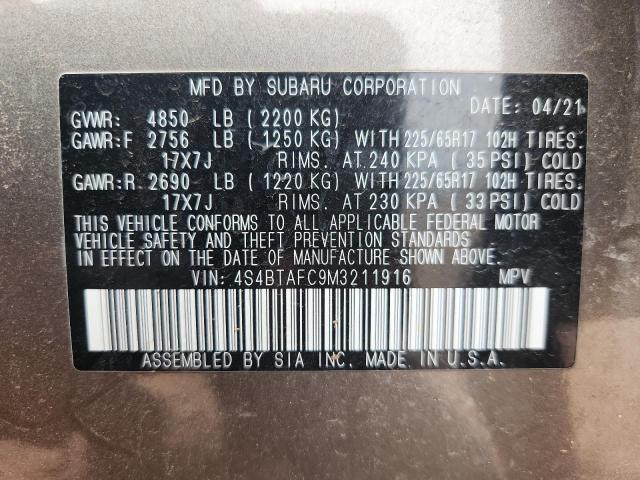 MFD BY SUBARU CORPORATION
GVWR: 4850 LB (2200 KG) DATE: 04/21
GAWR:F 2756 LB (1250 KG) WITH 225/65R17 102H TIRES.
17X7J RIMS. AT 240 KPA (35 PSI) COLD
GAWR:R 2690 LB (1220 KG) WITH 225/65R17 102H TIRES.
17X7J RIMS. AT 230 KPA (33 PSI) COLD
THIS VEHICLE CONFORMS TO ALL APPLICABLE FEDERAL MOTOR
VEHICLE SAFETY AND THEFT PREVENTION STANDARDS
IN EFFECT ON THE DATE OF MANUFACTURE SHOWN ABOVE.
VIN: 4S4BTAFC9M3211916 MPV
ASSEMBLED BY SIA INC. MADE IN U.S.A.